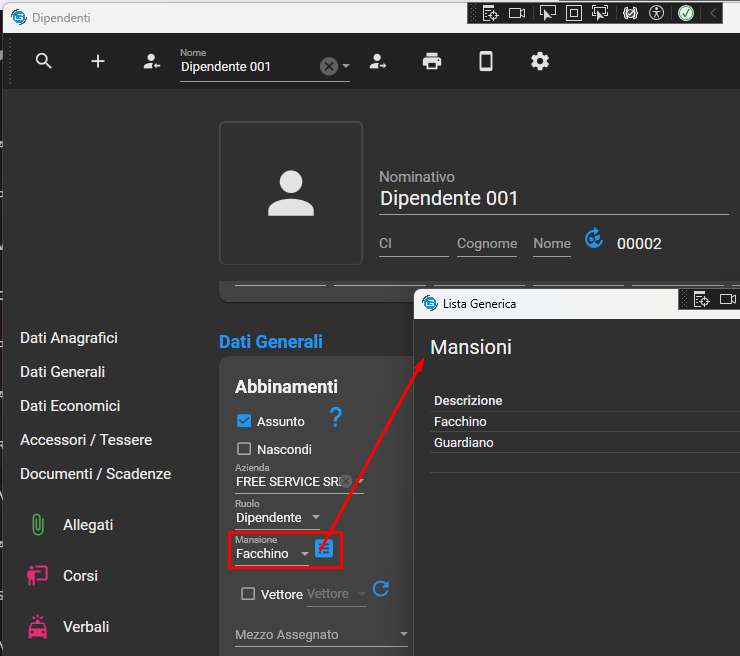 Dipendenti
Nome
Dipendente 001
Nominativo
Dipendente 001
CI
Cognome
Nome
00002
Lista Generica
Mansioni
Descrizione
Facchino
Guardiano
Dati Anagrafici
Dati Generali
Dati Economici
Accessori / Tessere
Documenti / Scadenze
Allegati
Corsi
Verbali
Dati Generali
Abbinamenti
Assunto
?
Nascondi
Azienda
FREE SERVICE SRL
Ruolo
Dipendente
Mansione
Facchino
Vettore
Vettore
Mezzo Assegnato